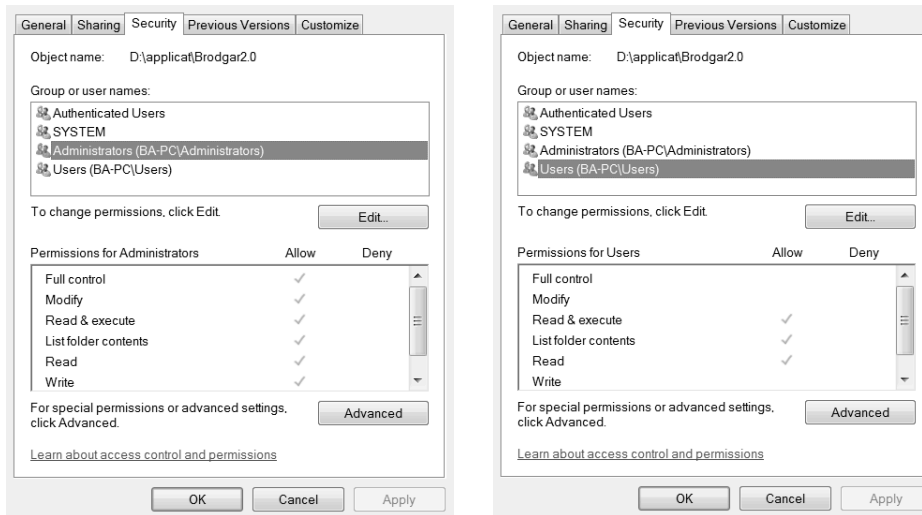 General Sharing Security Previous Versions Customize
Object name: D:\applicat\Brodgar2.0
Group or user names:
Authenticated Users
SYSTEM
Administrators (BA-PC\Administrators)
Users (BA-PC\Users)
To change permissions, click Edit.
Edit...
Permissions for Administrators Allow Deny
Full control
Modify
Read & execute
List folder contents
Read
Write
For special permissions or advanced settings,
click Advanced.
Advanced
Learn about access control and permissions
OK Cancel Apply
General Sharing Security Previous Versions Customize
Object name: D:\applicat\Brodgar2.0
Group or user names:
Authenticated Users
SYSTEM
Administrators (BA-PC\Administrators)
Users (BA-PC\Users)
To change permissions, click Edit.
Edit...
Permissions for Users Allow Deny
Full control
Modify
Read & execute
List folder contents
Read
Write
For special permissions or advanced settings,
click Advanced.
Advanced
Learn about access control and permissions
OK Cancel Apply